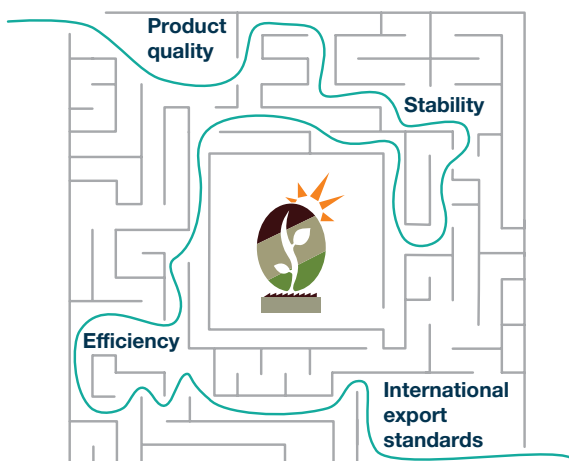 Product
quality
Stability
Efficiency
International
export
standards